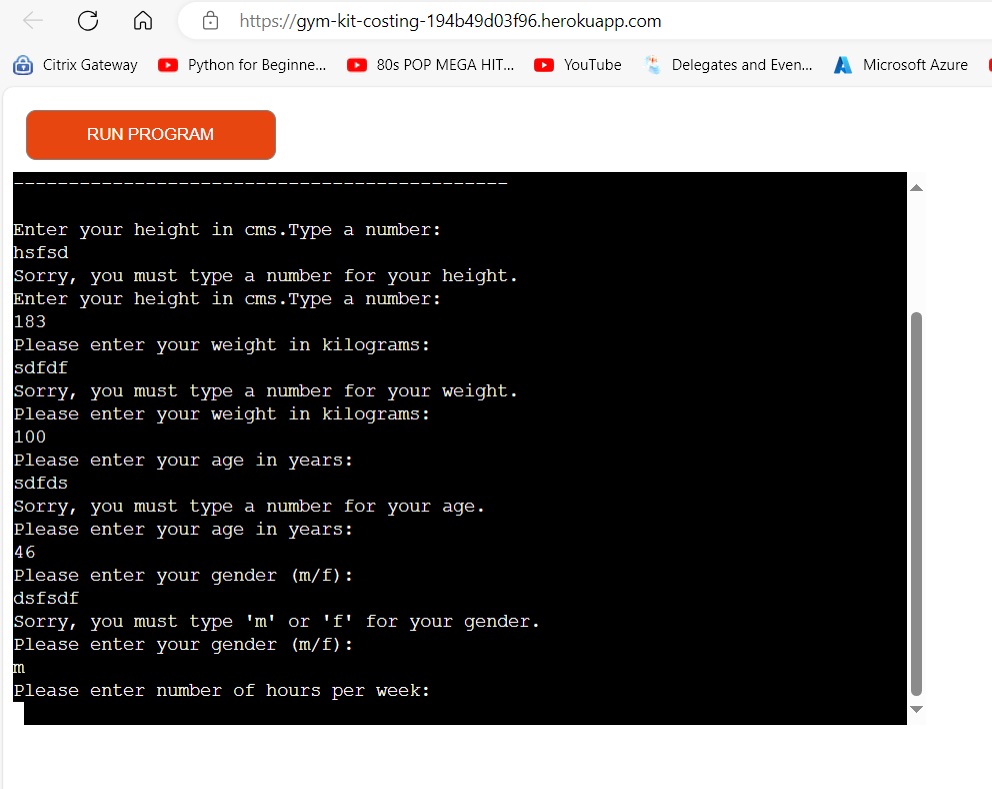 https://gym-kit-costing-194b49d03f96.herokuapp.com
Citrix Gateway Python for Beginne... 80s POP MEGA HIT... YouTube Delegates and Even... Microsoft Azure
RUN PROGRAM
---------------------------------------------
Enter your height in cms.Type a number:
hsfsd
Sorry, you must type a number for your height.
Enter your height in cms.Type a number:
183
Please enter your weight in kilograms:
sdfdf
Sorry, you must type a number for your weight.
Please enter your weight in kilograms:
100
Please enter your age in years:
sdfds
Sorry, you must type a number for your age.
Please enter your age in years:
46
Please enter your gender (m/f):
dsfsdf
Sorry, you must type 'm' or 'f' for your gender.
Please enter your gender (m/f):
m
Please enter number of hours per week: